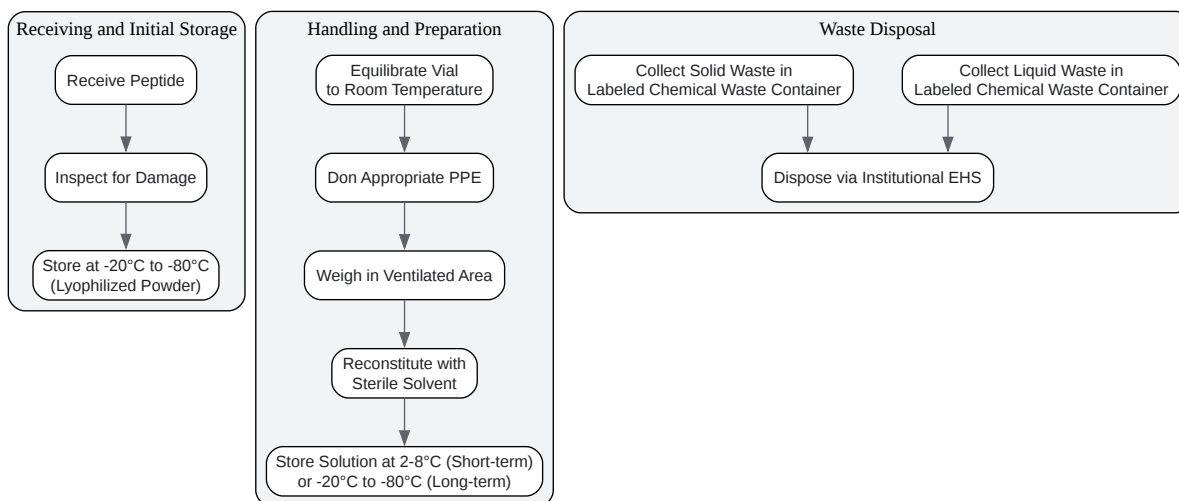 Receiving and Initial Storage
Receive Peptide
Inspect for Damage
Store at -20°C to -80°C
(Lyophilized Powder)
Handling and Preparation
Equilibrate Vial
to Room Temperature
Don Appropriate PPE
Weigh in Ventilated Area
Reconstitute with
Sterile Solvent
Store Solution at 2-8°C (Short-term)
or -20°C to -80°C (Long-term)
Waste Disposal
Collect Solid Waste in
Labeled Chemical Waste Container
Collect Liquid Waste in
Labeled Chemical Waste Container
Dispose via Institutional EHS